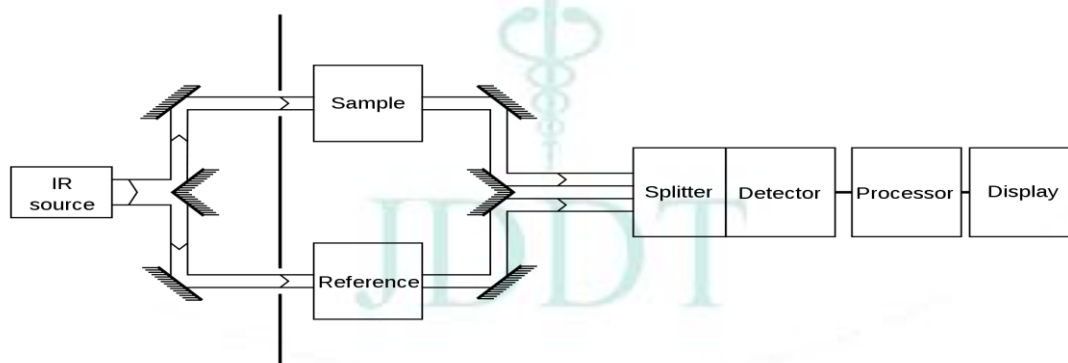 Sample
IR
source
Splitter
Detector
Processor
Display
Reference
JDDT